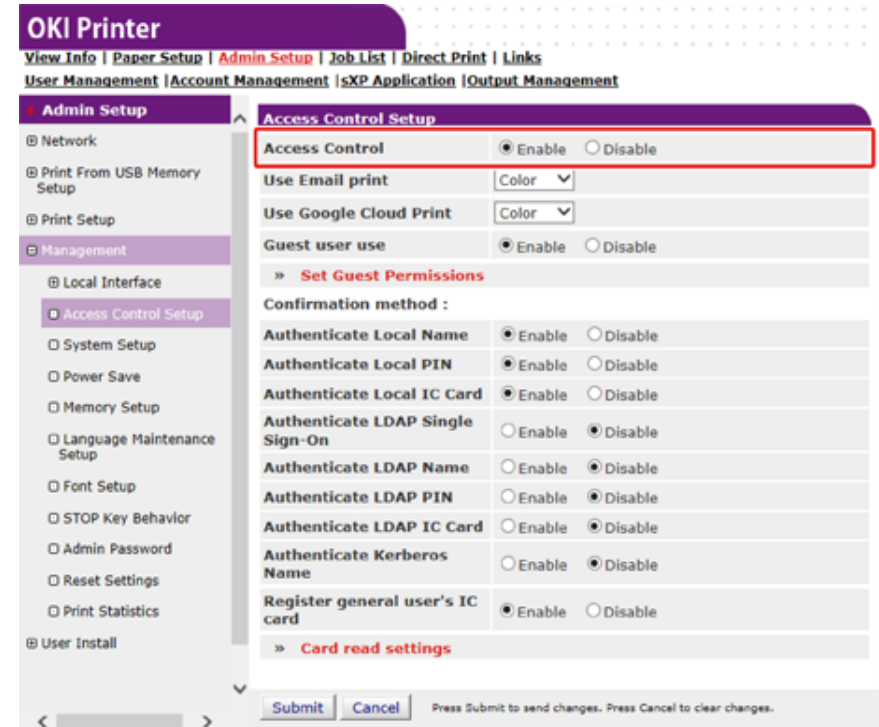 OKI Printer
View Info | Paper Setup | Admin Setup | Job List | Direct Print | Links
User Management |Account Management |sXP Application |Output Management
Admin Setup
Network
Print From USB Memory
Setup
Print Setup
Management
Local Interface
Access Control Setup
System Setup
Power Save
Memory Setup
Language Maintenance
Setup
Font Setup
STOP Key Behavior
Admin Password
Reset Settings
Print Statistics
User Install
Access Control Setup
Access Control Enable Disable
Use Email print Color
Use Google Cloud Print Color
Guest user use Enable Disable
» Set Guest Permissions
Confirmation method :
Authenticate Local Name Enable Disable
Authenticate Local PIN Enable Disable
Authenticate Local IC Card Enable Disable
Authenticate LDAP Single
Sign-On Enable Disable
Authenticate LDAP Name Enable Disable
Authenticate LDAP PIN Enable Disable
Authenticate LDAP IC Card Enable Disable
Authenticate Kerberos
Name Enable Disable
Register general user's IC
card Enable Disable
» Card read settings
Submit Cancel Press Submit to send changes. Press Cancel to clear changes.